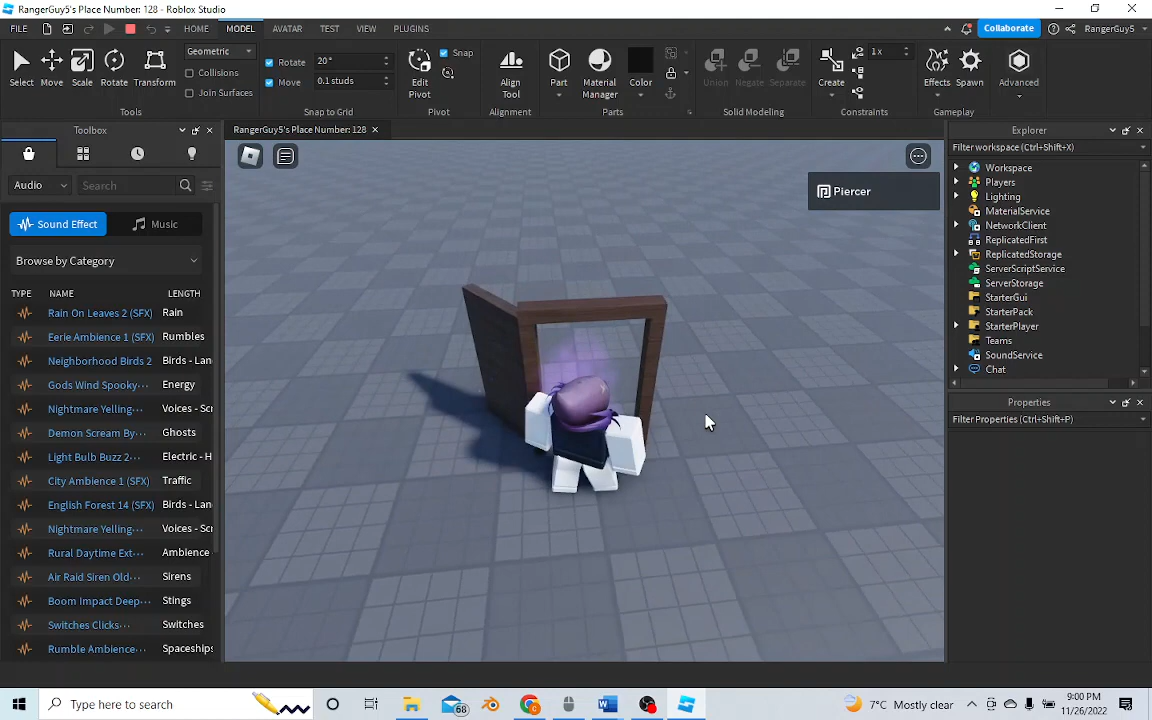 RangerGuy5's Place Number: 128 - Roblox Studio
FILE HOME MODEL AVATAR TEST VIEW PLUGINS Collaborate RangerGuy5
Select Move Scale Rotate Transform
Geometric
Collisions
Join Surfaces
Tools
Rotate 20°
Move 0.1 studs
Snap to Grid
Edit Pivot
Snap
Pivot
Align Tool
Alignment
Part Material Manager Color
Parts
Union Negate Separate
Solid Modeling
Create 1x
Constraints
Effects Spawn
Gameplay
Advanced
Toolbox
Audio Search
Sound Effect Music
Browse by Category
TYPE NAME LENGTH
Rain On Leaves 2 (SFX) Rain
Eerie Ambience 1 (SFX) Rumbles
Neighborhood Birds 2 Birds - Lan
Gods Wind Spooky··· Energy
Nightmare Yelling··· Voices - Scr
Demon Scream By··· Ghosts
Light Bulb Buzz 2··· Electric - H
City Ambience 1 (SFX) Traffic
English Forest 14 (SFX) Birds - Lan
Nightmare Yelling··· Voices - Scr
Rural Daytime Ext··· Ambience
Air Raid Siren Old··· Sirens
Boom Impact Deep··· Stings
Switches Clicks··· Switches
Rumble Ambience··· Spaceships
RangerGuy5's Place Number: 128
Piercer
Explorer
Filter workspace (Ctrl+Shift+X)
Workspace
Players
Lighting
MaterialService
NetworkClient
ReplicatedFirst
ReplicatedStorage
ServerScriptService
ServerStorage
StarterGui
StarterPack
StarterPlayer
Teams
SoundService
Chat
Properties
Filter Properties (Ctrl+Shift+P)
Type here to search
68
7°C Mostly clear
9:00 PM
11/26/2022